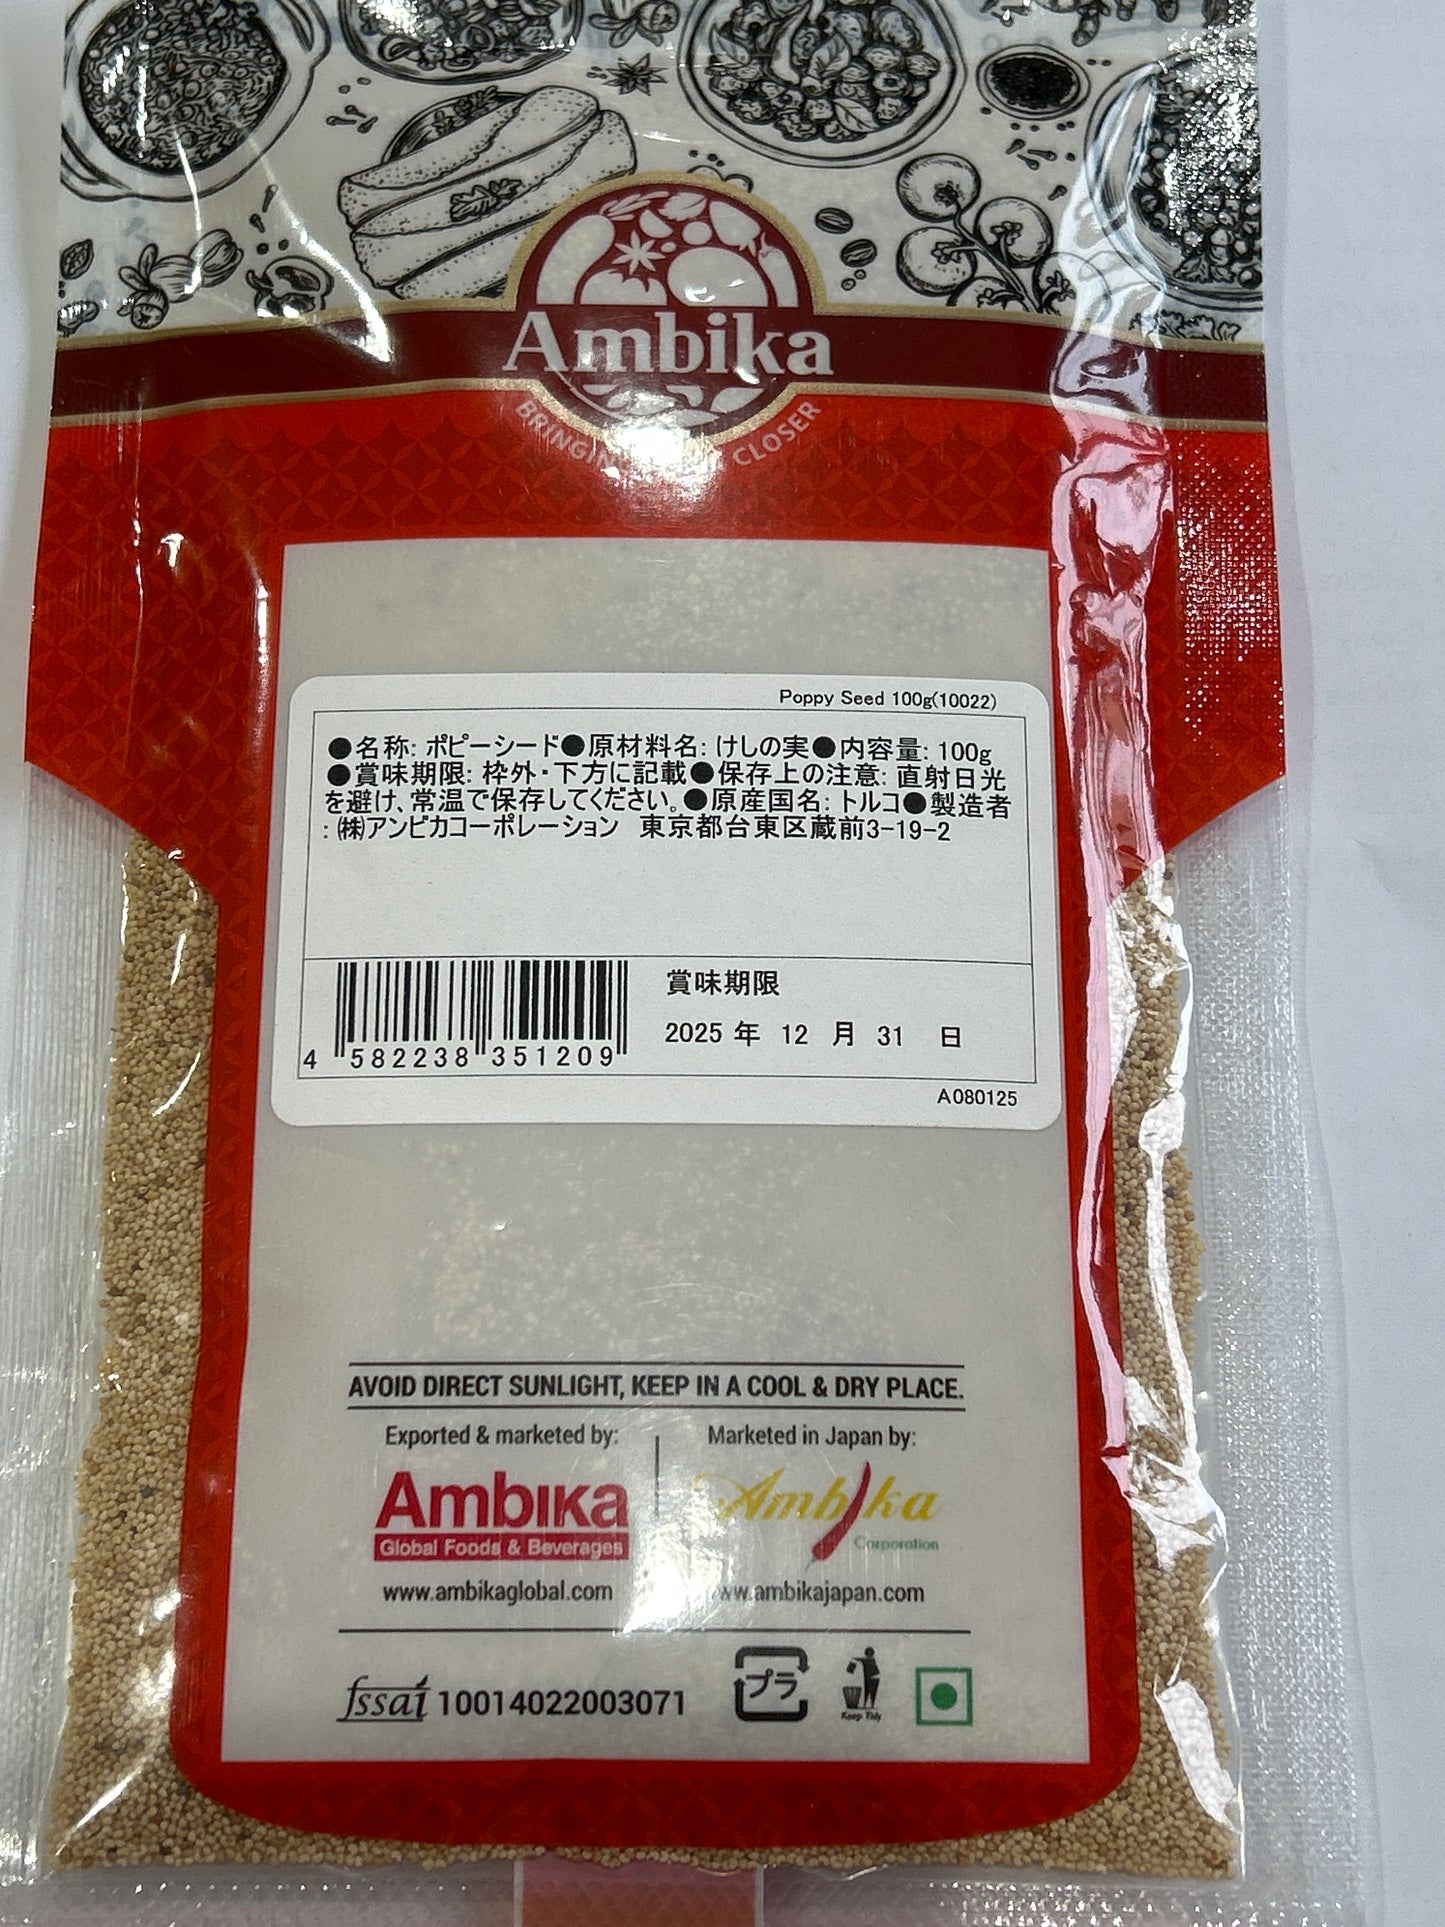 Ambika
BRINGIN CLOSER
Poppy Seed 100g(10022)
●名称: ポピーシード●原材料名: けしの実●内容量: 100g
●賞味期限: 枠外・下方に記載●保存上の注意: 直射日光
を避け、常温で保存してください。●原産国名: トルコ●製造者
: ㈱アンビカコーポレーション 東京都台東区蔵前3-19-2
賞味期限
2025 年 12 月 31 日
4 582238 351209
A080125
AVOID DIRECT SUNLIGHT, KEEP IN A COOL & DRY PLACE.
Exported & marketed by:
Ambika
Global Foods & Beverages
www.ambikaglobal.com
Marketed in Japan by:
Ambika
Corporation
www.ambikajapan.com
fssai 10014022003071
プラ
Keep Tidy